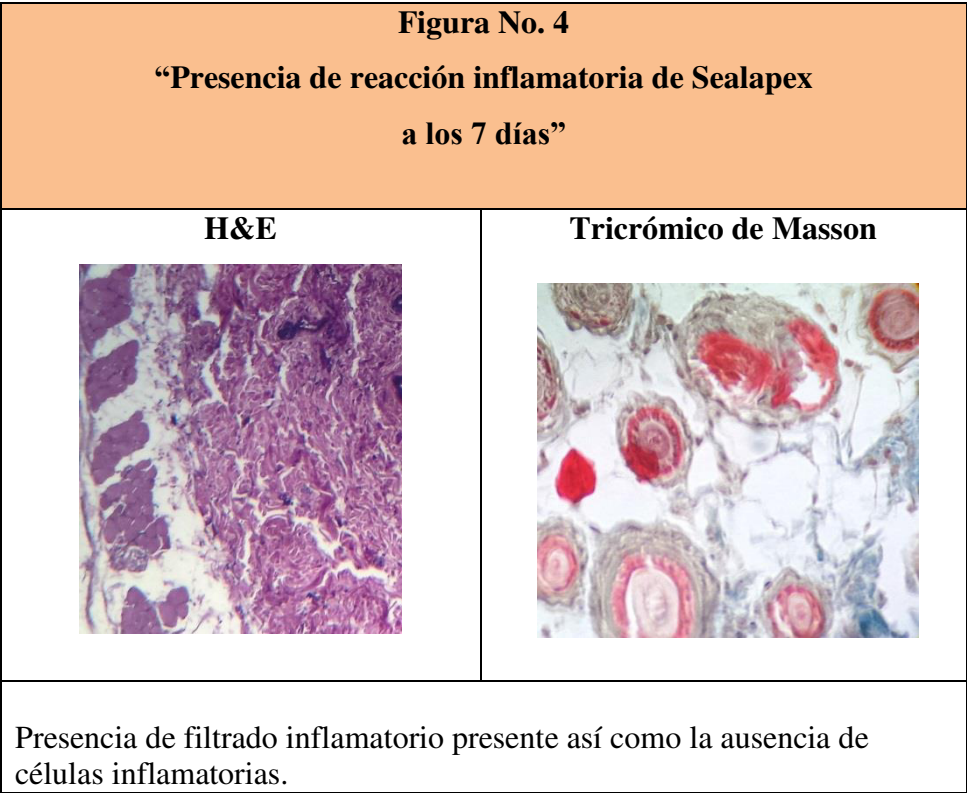 Figura No. 4
“Presencia de reacción inflamatoria de Sealapex
a los 7 días”
H&E
Tricrómico de Masson
Presencia de filtrado inflamatorio presente así como la ausencia de
células inflamatorias.